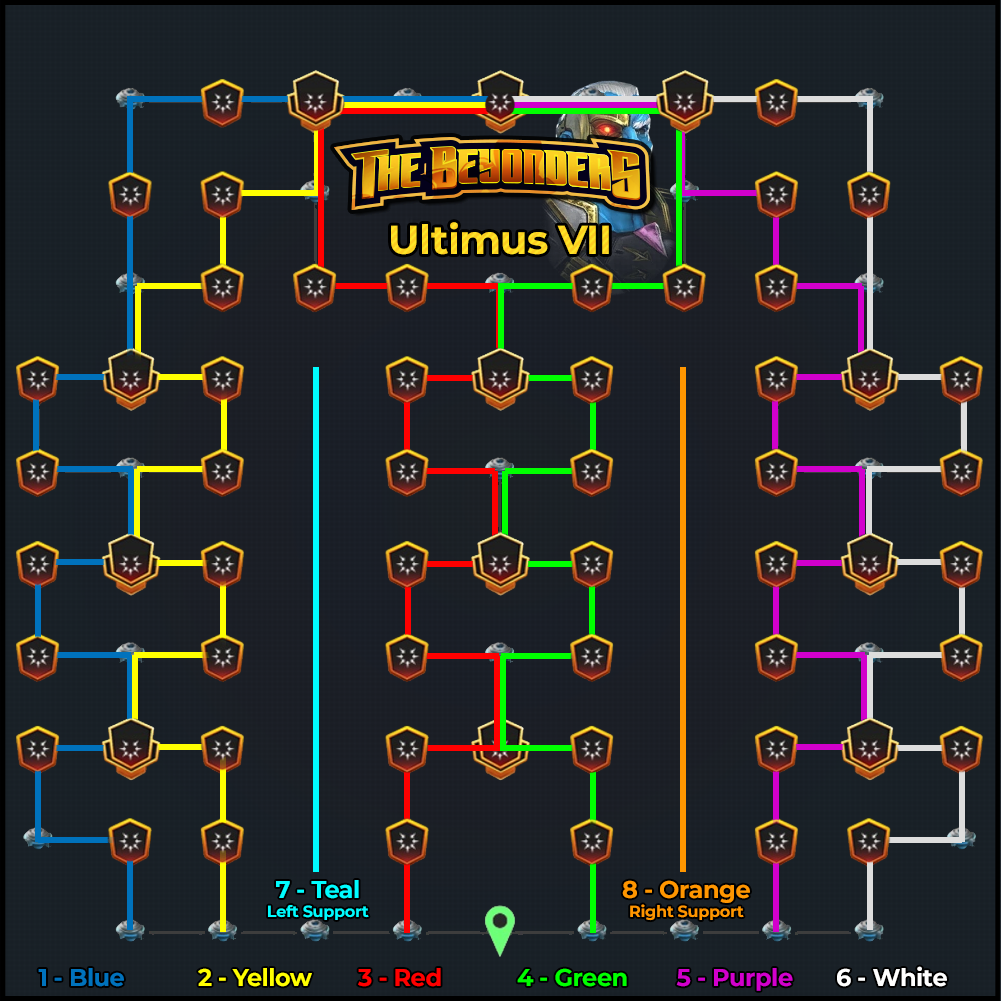 THE BEYONDERS
Ultimus VII
7 - Teal
Left Support
8 - Orange
Right Support
1 - Blue
2 - Yellow
3 - Red
4 - Green
5 - Purple
6 - White